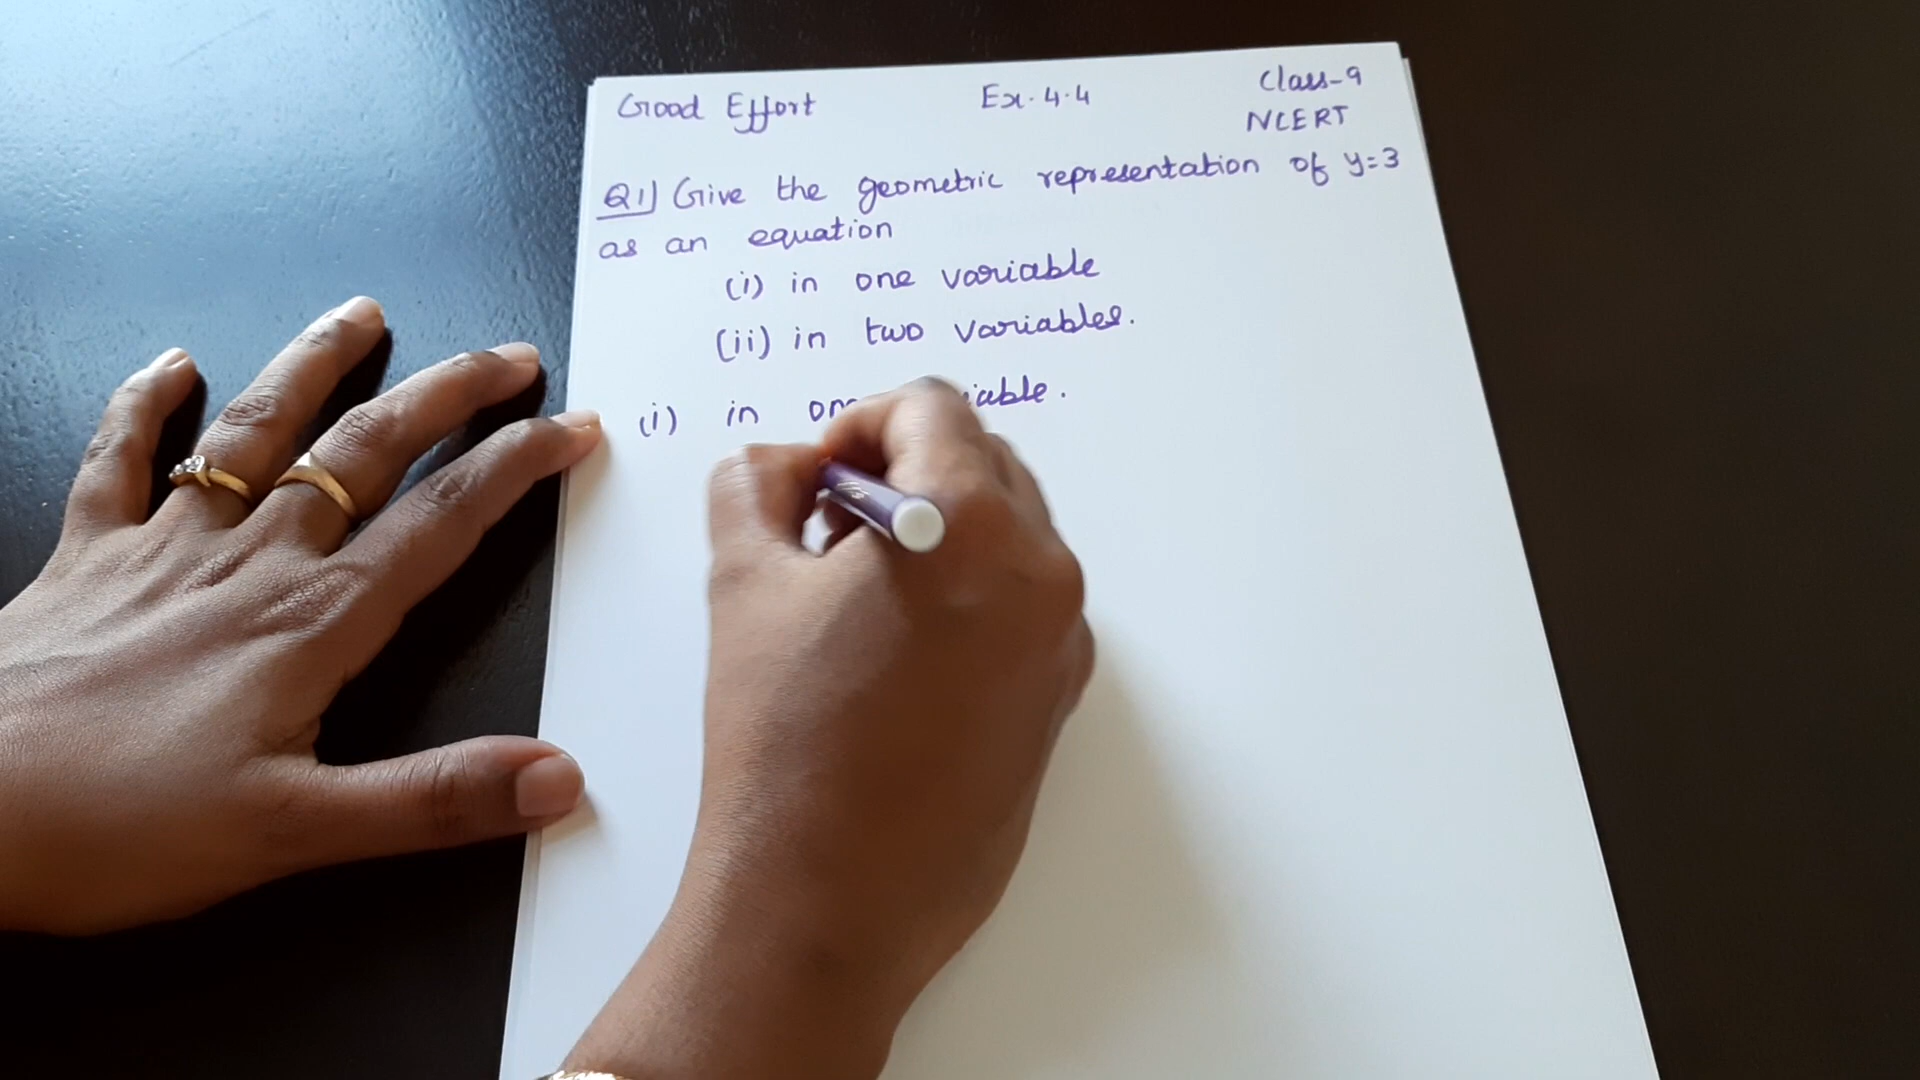 Good Effort Ex. 4.4 Class-9
NCERT
Q1) Give the geometric representation of y=3
as an equation
(i) in one variable
(ii) in two variables.
(i) in